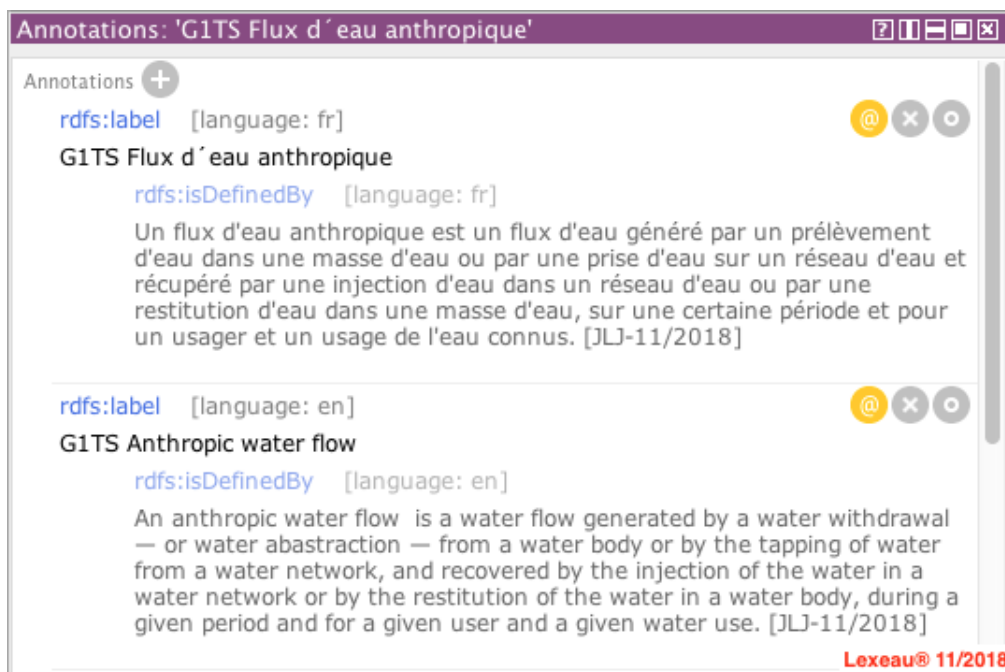 Annotations: 'G1TS Flux d´eau anthropique'
Annotations
rdfs:label [language: fr]
G1TS Flux d´eau anthropique
rdfs:isDefinedBy [language: fr]
Un flux d'eau anthropique est un flux d'eau généré par un prélèvement
d'eau dans une masse d'eau ou par une prise d'eau sur un réseau d'eau et
récupéré par une injection d'eau dans un réseau d'eau ou par une
restitution d'eau dans une masse d'eau, sur une certaine période et pour
un usager et un usage de l'eau connus. [JLJ-11/2018]
rdfs:label [language: en]
G1TS Anthropic water flow
rdfs:isDefinedBy [language: en]
An anthropic water flow  is a water flow generated by a water withdrawal
— or water abastraction — from a water body or by the tapping of water
from a water network, and recovered by the injection of the water in a
water network or by the restitution of the water in a water body, during a
given period and for a given user and a given water use. [JLJ-11/2018]
Lexeau® 11/2018